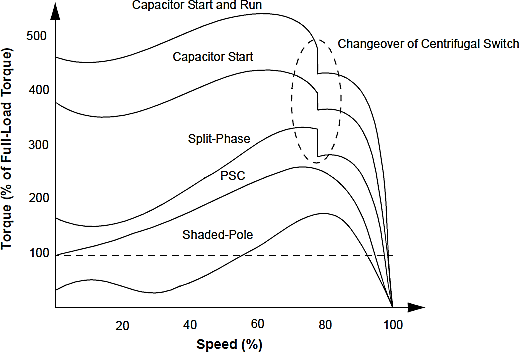 Capacitor Start and Run
500
Changeover of Centrifugal Switch
Capacitor Start
400
300
Split-Phase
PSC
200
Shaded-Pole
100
Torque (% of Full-Load Torque)
20
40
60
80
100
Speed (%)